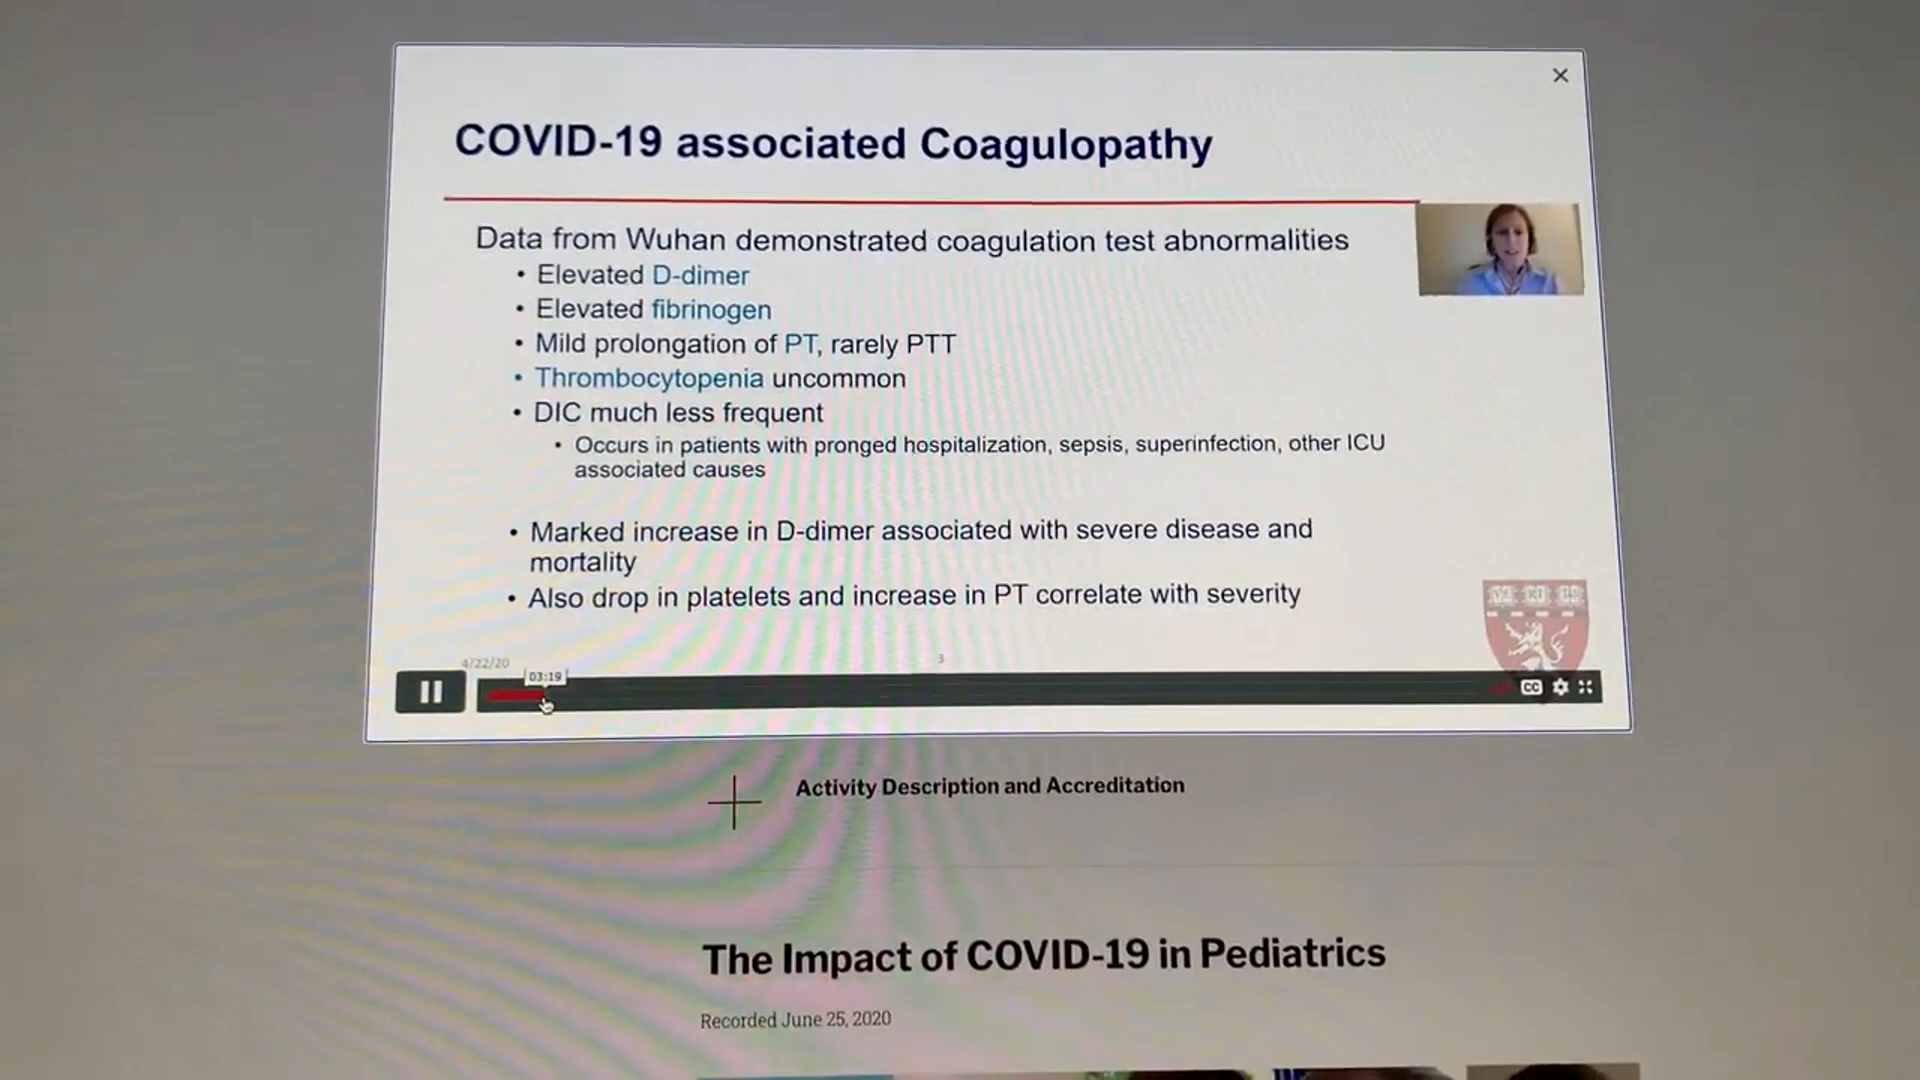 COVID-19 associated Coagulopathy
Data from Wuhan demonstrated coagulation test abnormalities
• Elevated D-dimer
• Elevated fibrinogen
• Mild prolongation of PT, rarely PTT
• Thrombocytopenia uncommon
• DIC much less frequent
• Occurs in patients with pronged hospitalization, sepsis, superinfection, other ICU
associated causes
• Marked increase in D-dimer associated with severe disease and
mortality
• Also drop in platelets and increase in PT correlate with severity
4/22/20
3
03:19
CC
Activity Description and Accreditation
The Impact of COVID-19 in Pediatrics
Recorded June 25, 2020